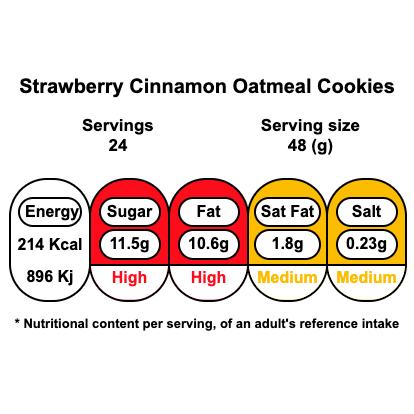 Strawberry Cinnamon Oatmeal Cookies
Servings Serving size
24 48 (g)
Energy Sugar Fat Sat Fat Salt
214 Kcal 11.5g 10.6g 1.8g 0.23g
896 Kj High High Medium Medium
* Nutritional content per serving, of an adult's reference intake